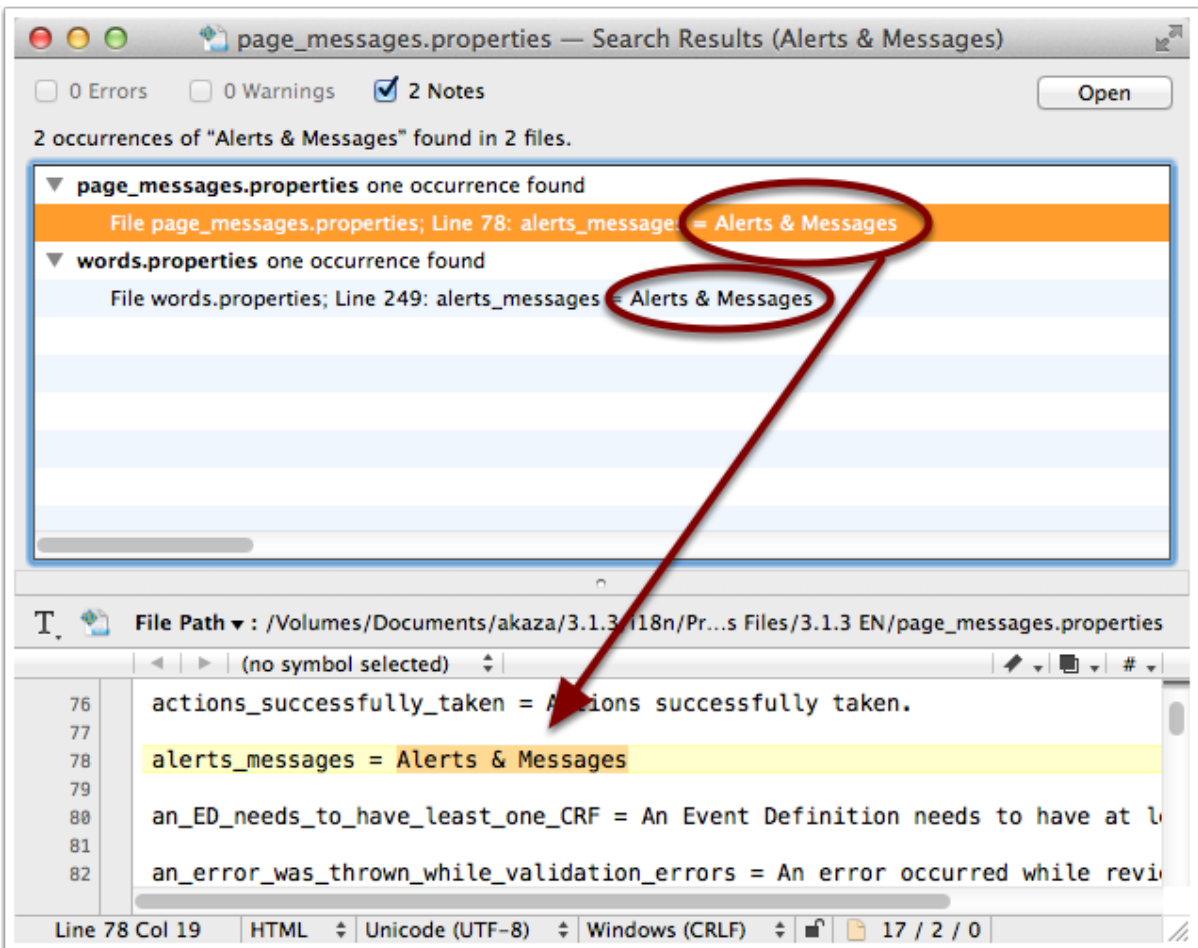 page_messages.properties — Search Results (Alerts & Messages)
0 Errors 0 Warnings 2 Notes Open
2 occurrences of “Alerts & Messages” found in 2 files.
page_messages.properties one occurrence found
File page_messages.properties; Line 78: alerts_messages = Alerts & Messages
words.properties one occurrence found
File words.properties; Line 249: alerts_messages = Alerts & Messages
T File Path : /Volumes/Documents/akaza/3.1.3/i18n/Pr...s Files/3.1.3 EN/page_messages.properties
(no symbol selected) #
76 actions_successfully_taken = Actions successfully taken.
77
78 alerts_messages = Alerts & Messages
79
80 an_ED_needs_to_have_least_one_CRF = An Event Definition needs to have at l
81
82 an_error_was_thrown_while_validation_errors = An error occurred while revi
Line 78 Col 19 HTML Unicode (UTF-8) Windows (CRLF) 17 / 2 / 0